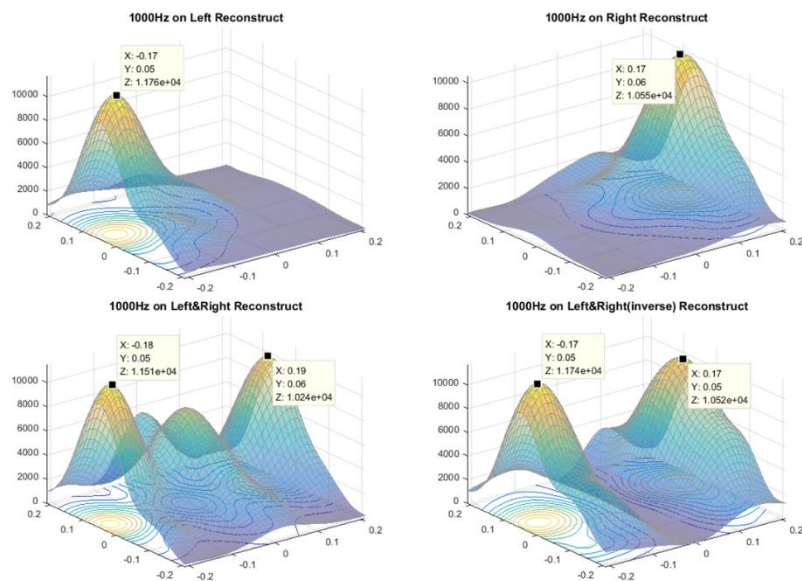 1000Hz on Left Reconstruct
X: -0.17
Y: 0.05
Z: 1.176e+04
10000
8000
6000
4000
2000
0
0.2
0.1
0
-0.1
-0.2
-0.2
-0.1
0
0.1
0.2
1000Hz on Right Reconstruct
X: 0.17
Y: 0.06
Z: 1.055e+04
10000
8000
6000
4000
2000
0
0.2
0.1
0
-0.1
-0.2
-0.2
-0.1
0
0.1
0.2
1000Hz on Left&Right Reconstruct
X: -0.18
Y: 0.05
Z: 1.151e+04
X: 0.19
Y: 0.06
Z: 1.024e+04
10000
8000
6000
4000
2000
0
0.2
0.1
0
-0.1
-0.2
-0.2
-0.1
0
0.1
0.2
1000Hz on Left&Right(inverse) Reconstruct
X: -0.17
Y: 0.05
Z: 1.174e+04
X: 0.17
Y: 0.05
Z: 1.052e+04
10000
8000
6000
4000
2000
0
0.2
0.1
0
-0.1
-0.2
-0.2
-0.1
0
0.1
0.2